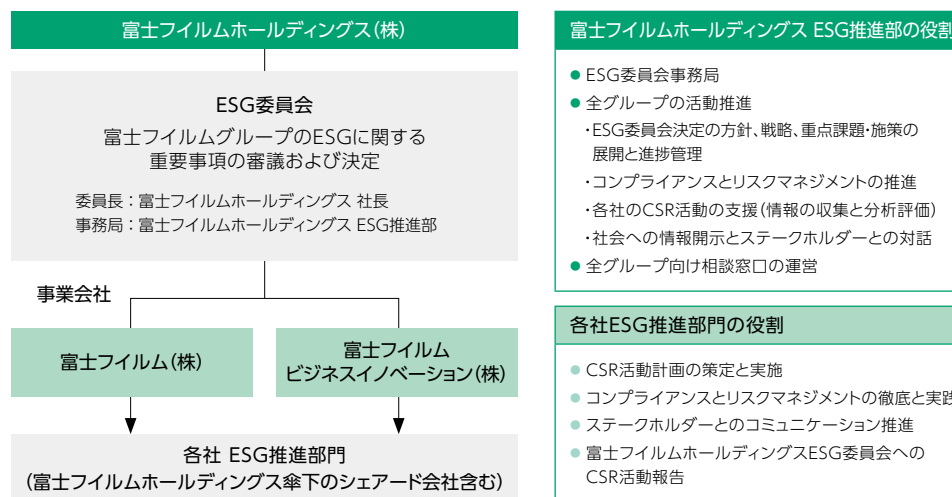 富士フイルムホールディングス（株）
ESG委員会
富士フイルムグループのESGに関する
重要事項の審議および決定
委員長：富士フイルムホールディングス 社長
事務局：富士フイルムホールディングス ESG推進部
事業会社
富士フイルム（株）
富士フイルム
ビジネスイノベーション（株）
各社 ESG推進部門
（富士フイルムホールディングス傘下のシェアード会社含む）
富士フイルムホールディングス ESG推進部の役割
● ESG委員会事務局
● 全グループの活動推進
・ESG委員会決定の方針、戦略、重点課題・施策の
展開と進捗管理
・コンプライアンスとリスクマネジメントの推進
・各社のCSR活動の支援（情報の収集と分析評価）
・社会への情報開示とステークホルダーとの対話
● 全グループ向け相談窓口の運営
各社ESG推進部門の役割
● CSR活動計画の策定と実施
● コンプライアンスとリスクマネジメントの徹底と実践
● ステークホルダーとのコミュニケーション推進
● 富士フイルムホールディングスESG委員会への
CSR活動報告